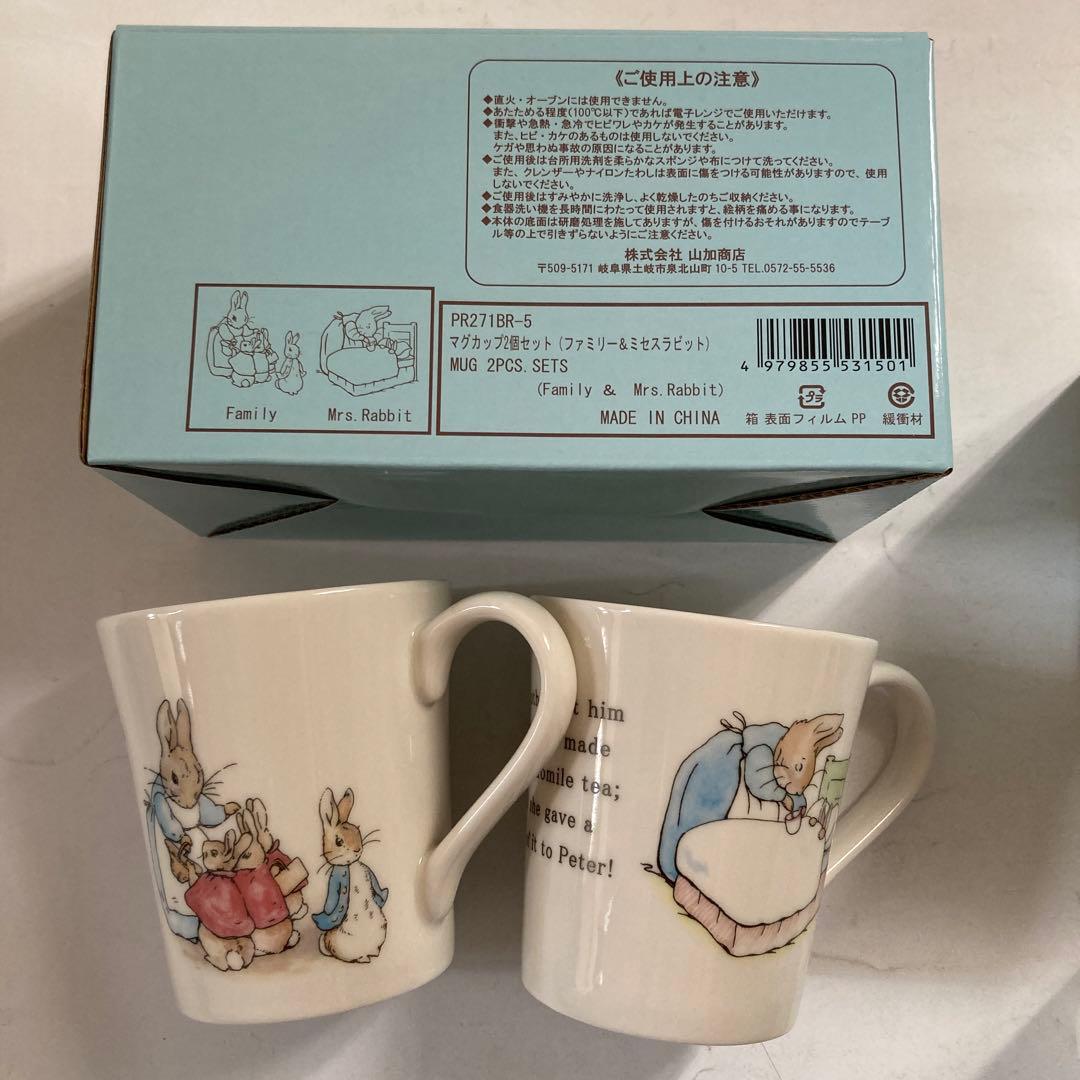 《ご使用上の注意》
◆直火・オーブンには使用できません。
◆あたためる程度(100℃以下)であれば電子レンジでご使用いただけます。
◆衝撃や急熱・急冷でヒビワレやカケが発生することがあります。
また、ヒビ・カケのあるものは使用しないでください。
ケガや思わぬ事故の原因になることがあります。
◆ご使用後は台所用洗剤を柔らかなスポンジや布につけて洗ってください。
また、クレンザーやナイロンたわしは表面に傷をつける可能性がありますので、使用
しないでください。
◆ご使用後はすみやかに洗浄し、よく乾燥したのちご収納ください。
◆食器洗い機を長時間にわたって使用されますと、絵柄を痛める事になります。
◆本体の底面は研磨処理を施してありますが、傷を付けるおそれがありますのでテーブ
ル等の上で引きずらないようにご注意ください。
株式会社 山加商店
〒509-5171 岐阜県土岐市泉北山町 10-5 TEL.0572-55-5536
Family Mrs.Rabbit
PR271BR-5
マグカップ2個セット (ファミリー&ミセスラビット)
MUG 2PCS.SETS
(Family & Mrs.Rabbit)
MADE IN CHINA
4 979855 531501
プラ
箱 表面フィルム PP 緩衝材
him
made
tea;
gave a
it to Peter!